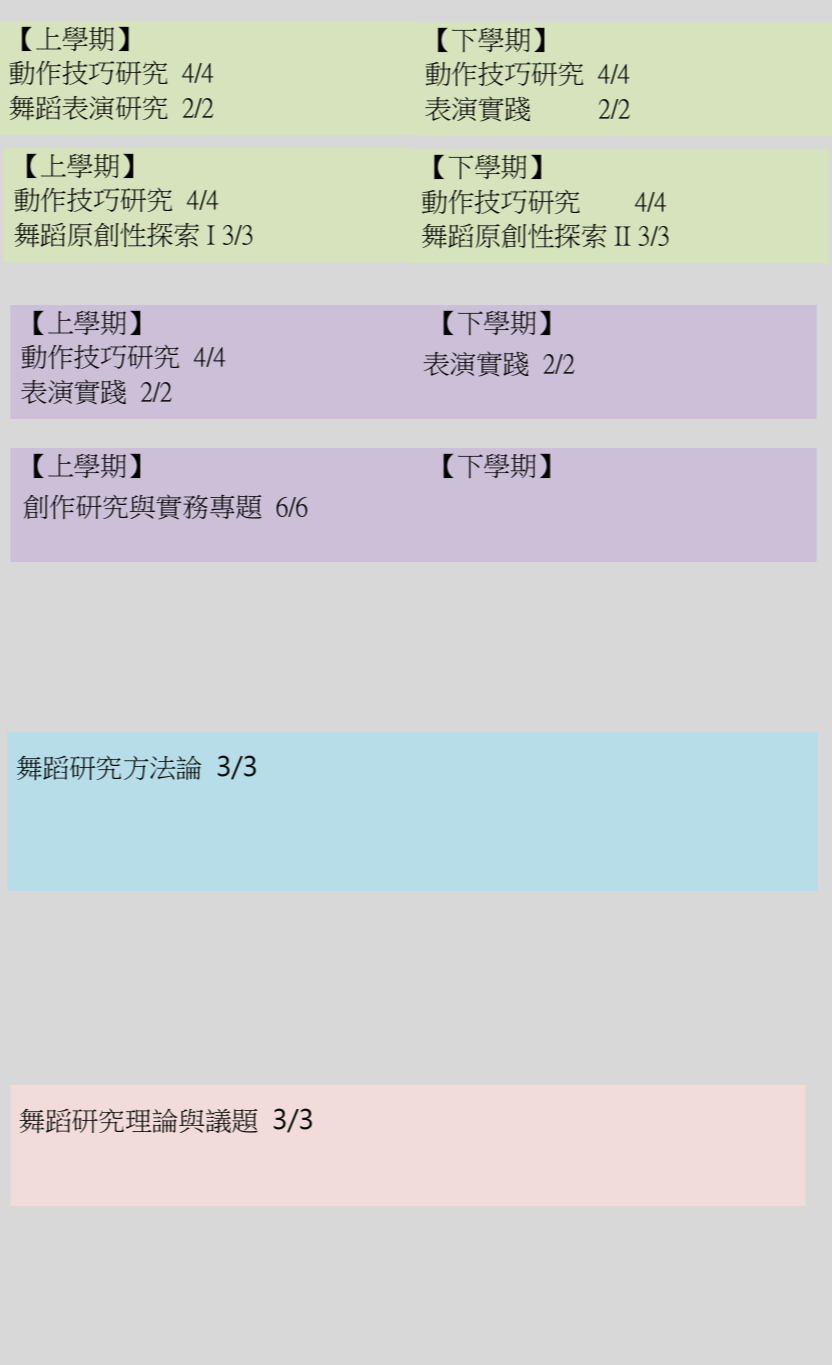 【上學期】
動作技巧研究 4/4
舞蹈表演研究 2/2
【下學期】
動作技巧研究 4/4
表演實踐 2/2
【上學期】
動作技巧研究 4/4
舞蹈原創性探索 I 3/3
【下學期】
動作技巧研究 4/4
舞蹈原創性探索 II 3/3
【上學期】
動作技巧研究 4/4
表演實踐 2/2
【下學期】
表演實踐 2/2
【上學期】
創作研究與實務專題 6/6
【下學期】
舞蹈研究方法論 3/3
舞蹈研究理論與議題 3/3